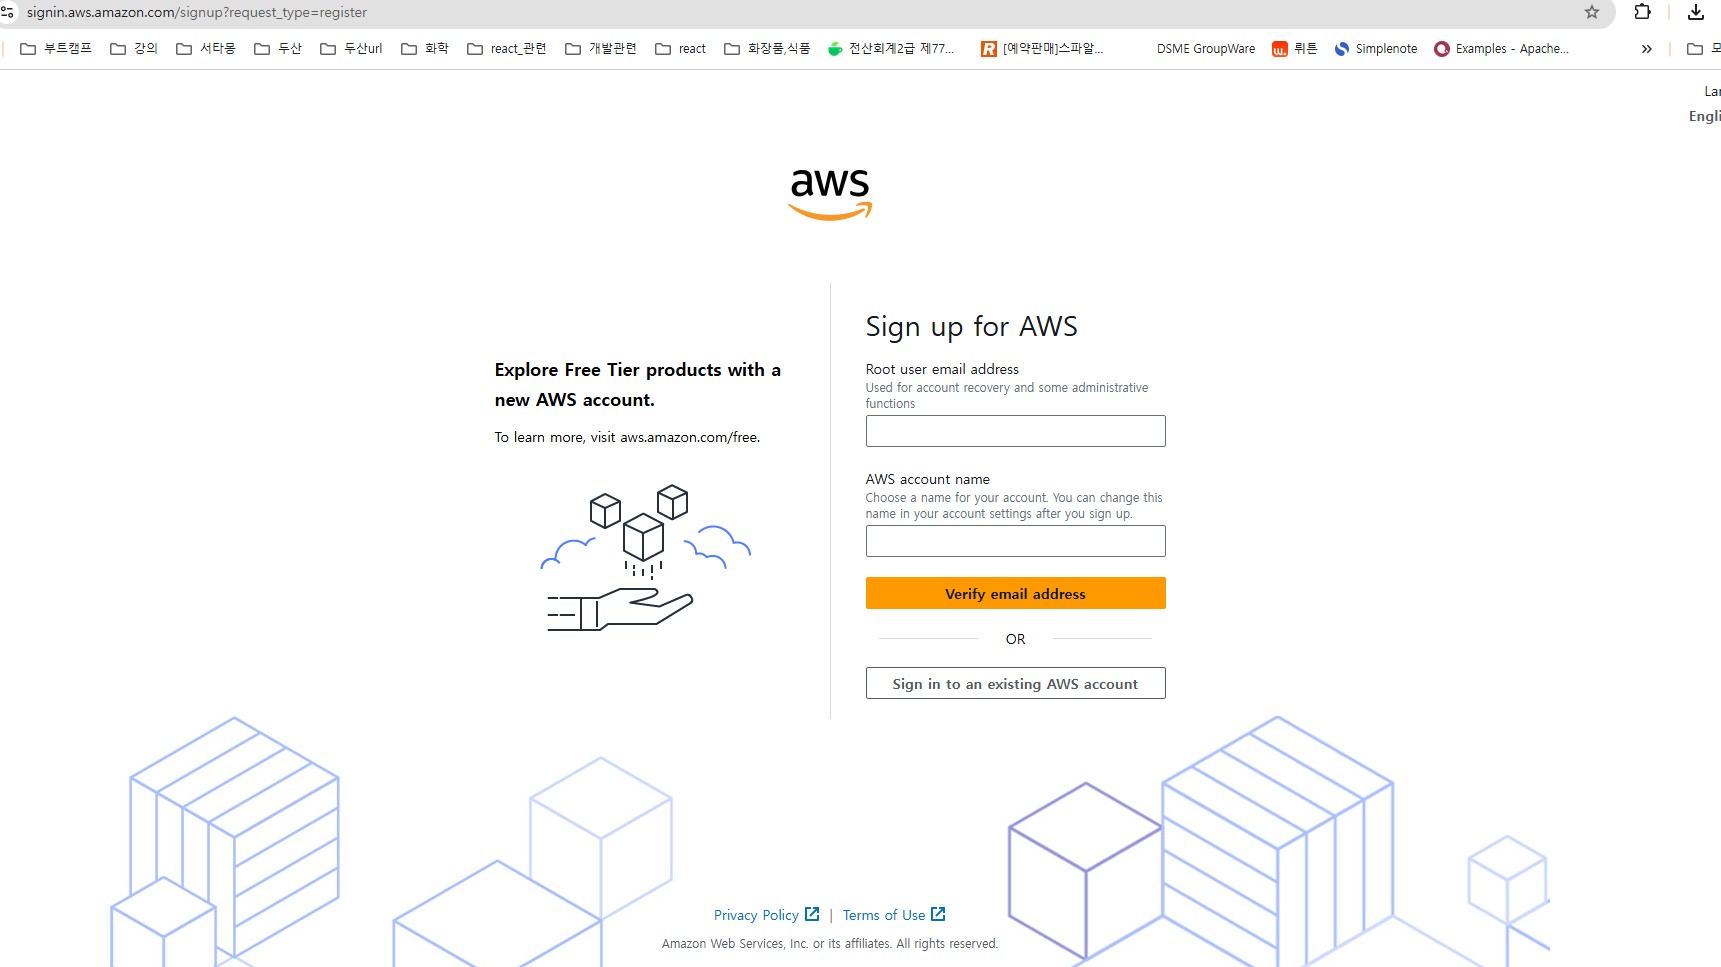 signin.aws.amazon.com/signup?request_type=register
부트캠프 강의 서타몽 두산 두산url 화학 react_관련 개발관련 react 화장품,식품 전산회계2급 제77... [예약판매]스파알... DSME GroupWare 뤼튼 Simplenote Examples - Apache... »
Engli
aws
Sign up for AWS
Explore Free Tier products with a
new AWS account.
To learn more, visit aws.amazon.com/free.
Root user email address
Used for account recovery and some administrative
functions
AWS account name
Choose a name for your account. You can change this
name in your account settings after you sign up.
Verify email address
OR
Sign in to an existing AWS account
Privacy Policy | Terms of Use
Amazon Web Services, Inc. or its affiliates. All rights reserved.